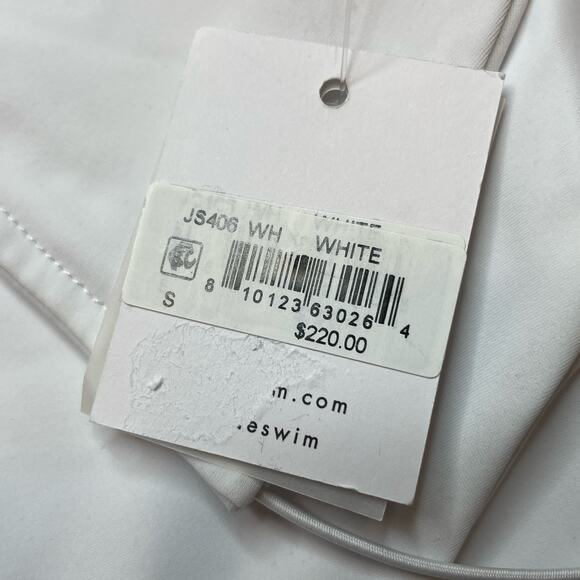 JS406 WH WHITE
S
8 10123 63026 4
$220.00
m.com
eswim